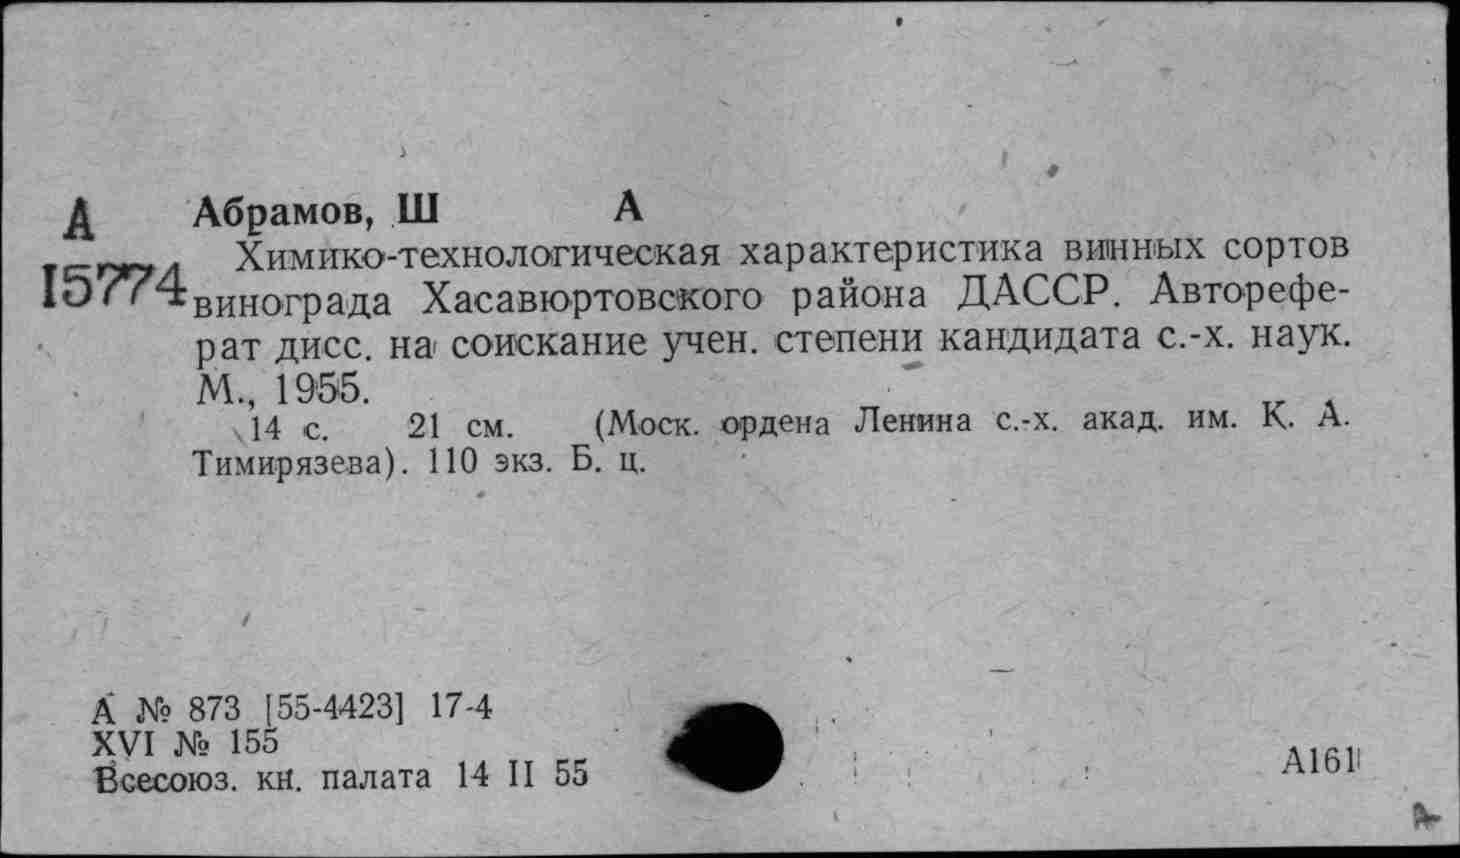 А Абрамов, Ш А
Химико-технологическая характеристика винных сортов
15774 винограда Хасавюртовского района ДАССР. Авторефе-
рат дисс. на соискание учен. степени кандидата с.-х. наук.
М., 1955.
14 с. 21 см. (Моск. ордена Ленина с.-х. акад. им. К. А.
Тимирязева). 110 экз. Б. ц.
А № 873 [55-4423] 17-4
XVI № 155
Всесоюз. кн. палата 14 II 55
А161